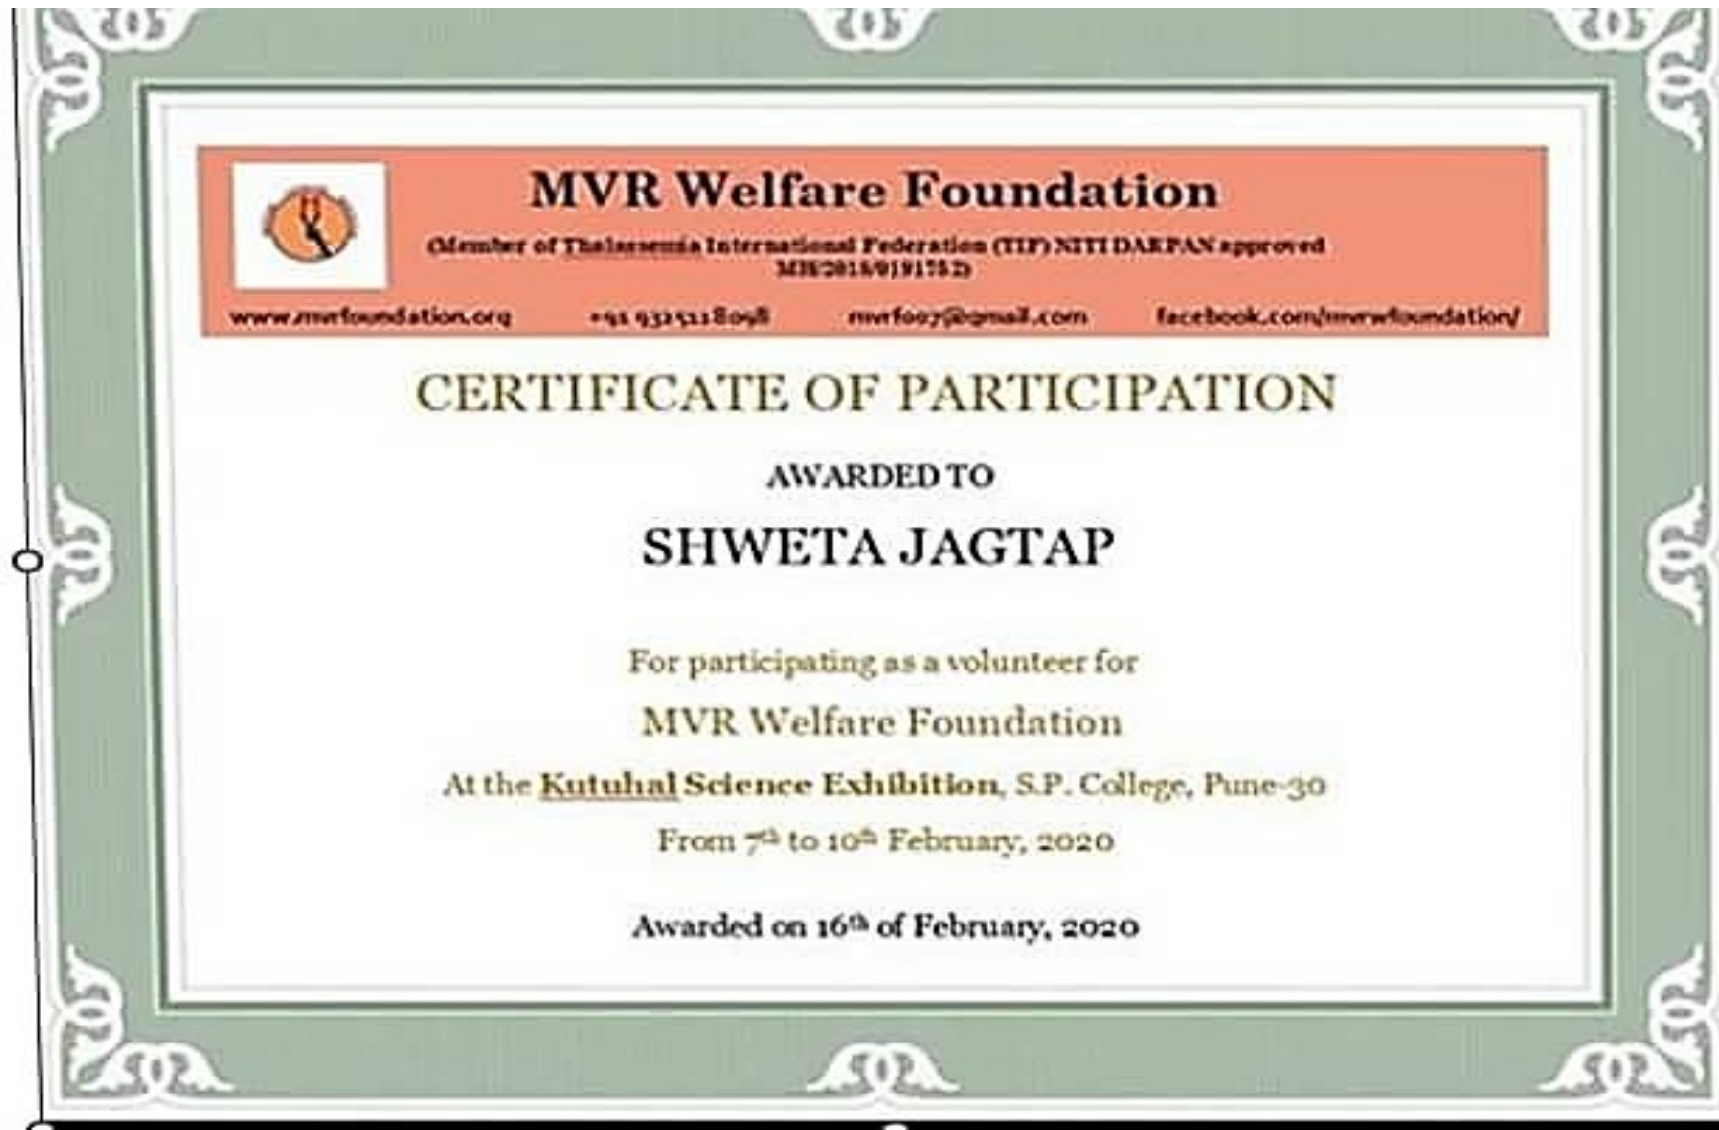 MVR Welfare Foundation
(Member of Thalassemia International Federation (TIF) NITI DARPAN approved
MH/2018/0191752)
www.mvrfoundation.org +91 9325118098 mvrf007@gmail.com facebook.com/mvrwfoundation/
CERTIFICATE OF PARTICIPATION
AWARDED TO
SHWETA JAGTAP
For participating as a volunteer for
MVR Welfare Foundation
At the Kutuhal Science Exhibition, S.P. College, Pune-30
From 7th to 10th February, 2020
Awarded on 16th of February, 2020